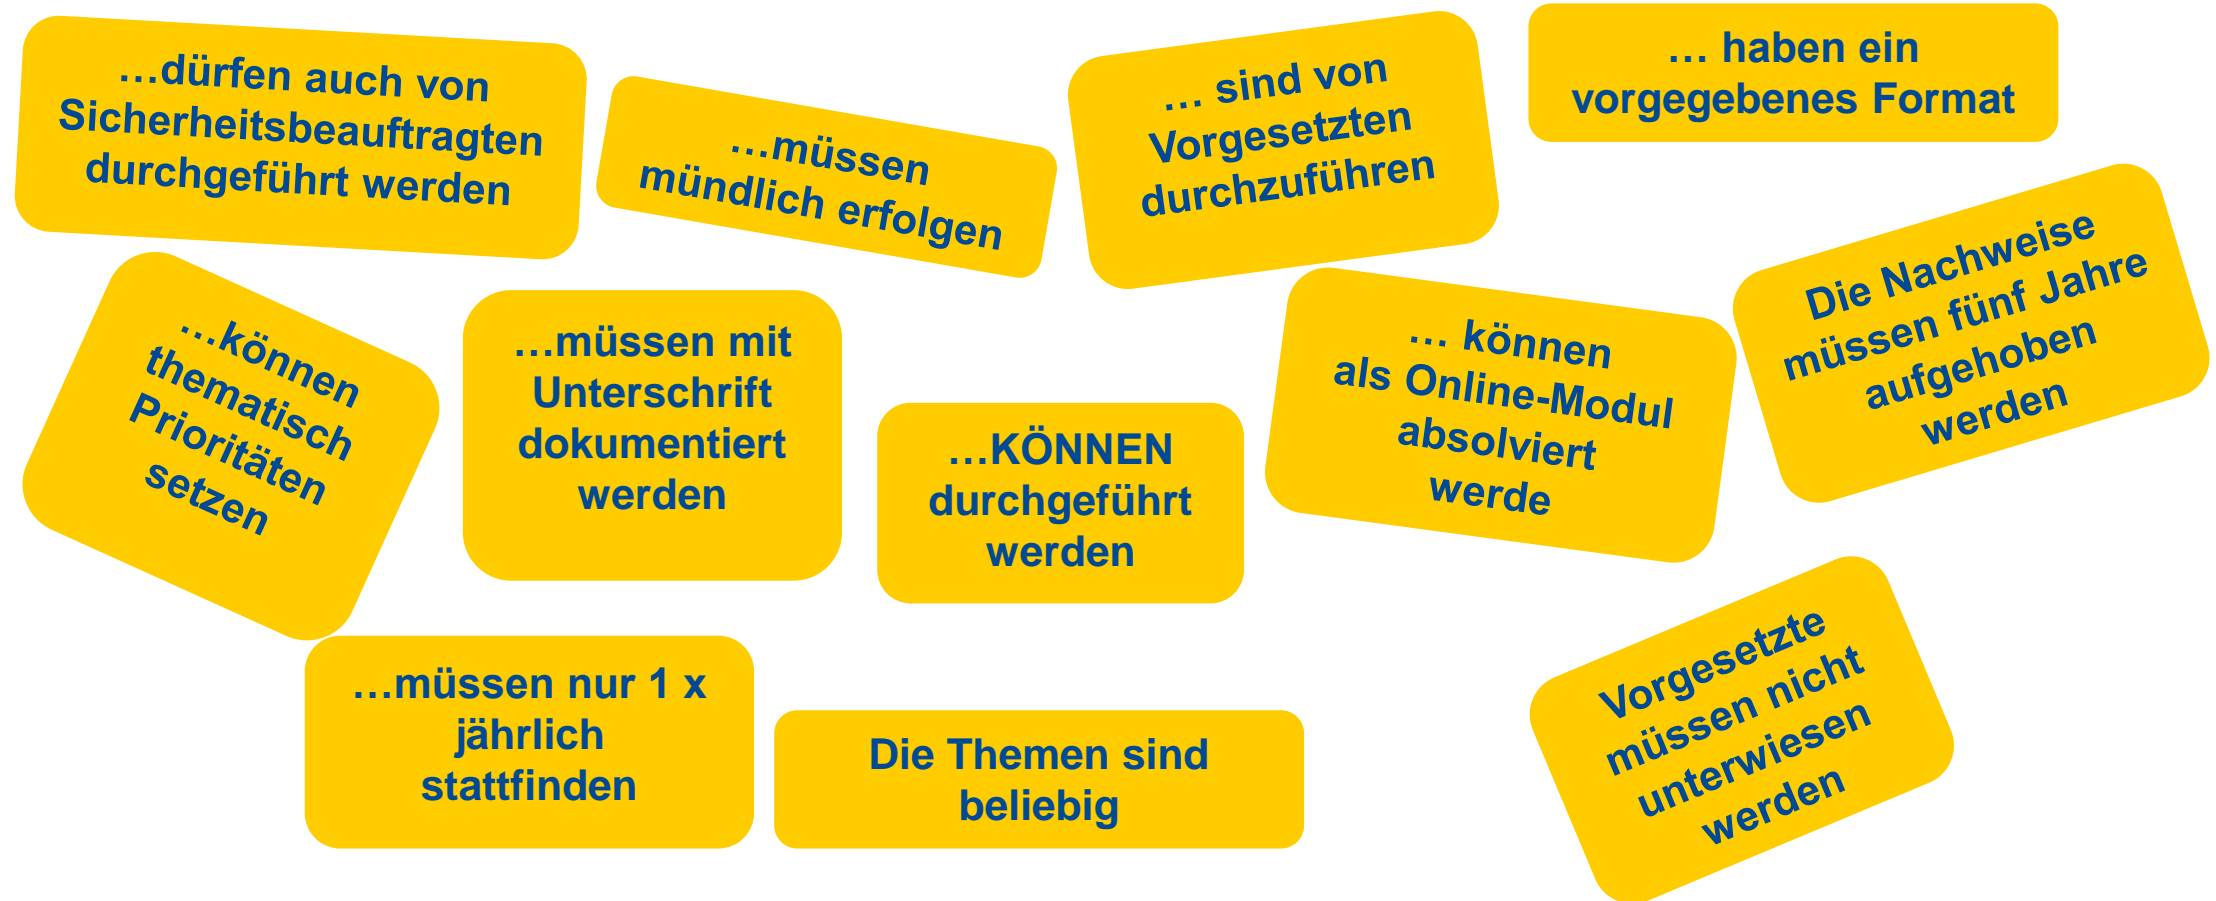 …dürfen auch von
Sicherheitsbeauftragten
durchgeführt werden
…müssen
mündlich erfolgen
… sind von
Vorgesetzten
durchzuführen
… haben ein
vorgegebenes Format
…können
thematisch
Prioritäten
setzen
…müssen mit
Unterschrift
dokumentiert
werden
…KÖNNEN
durchgeführt
werden
… können
als Online-Modul
absolviert
werde
Die Nachweise
müssen fünf Jahre
aufgehoben
werden
…müssen nur 1 x
jährlich
stattfinden
Die Themen sind
beliebig
Vorgesetzte
müssen nicht
unterwiesen
werden